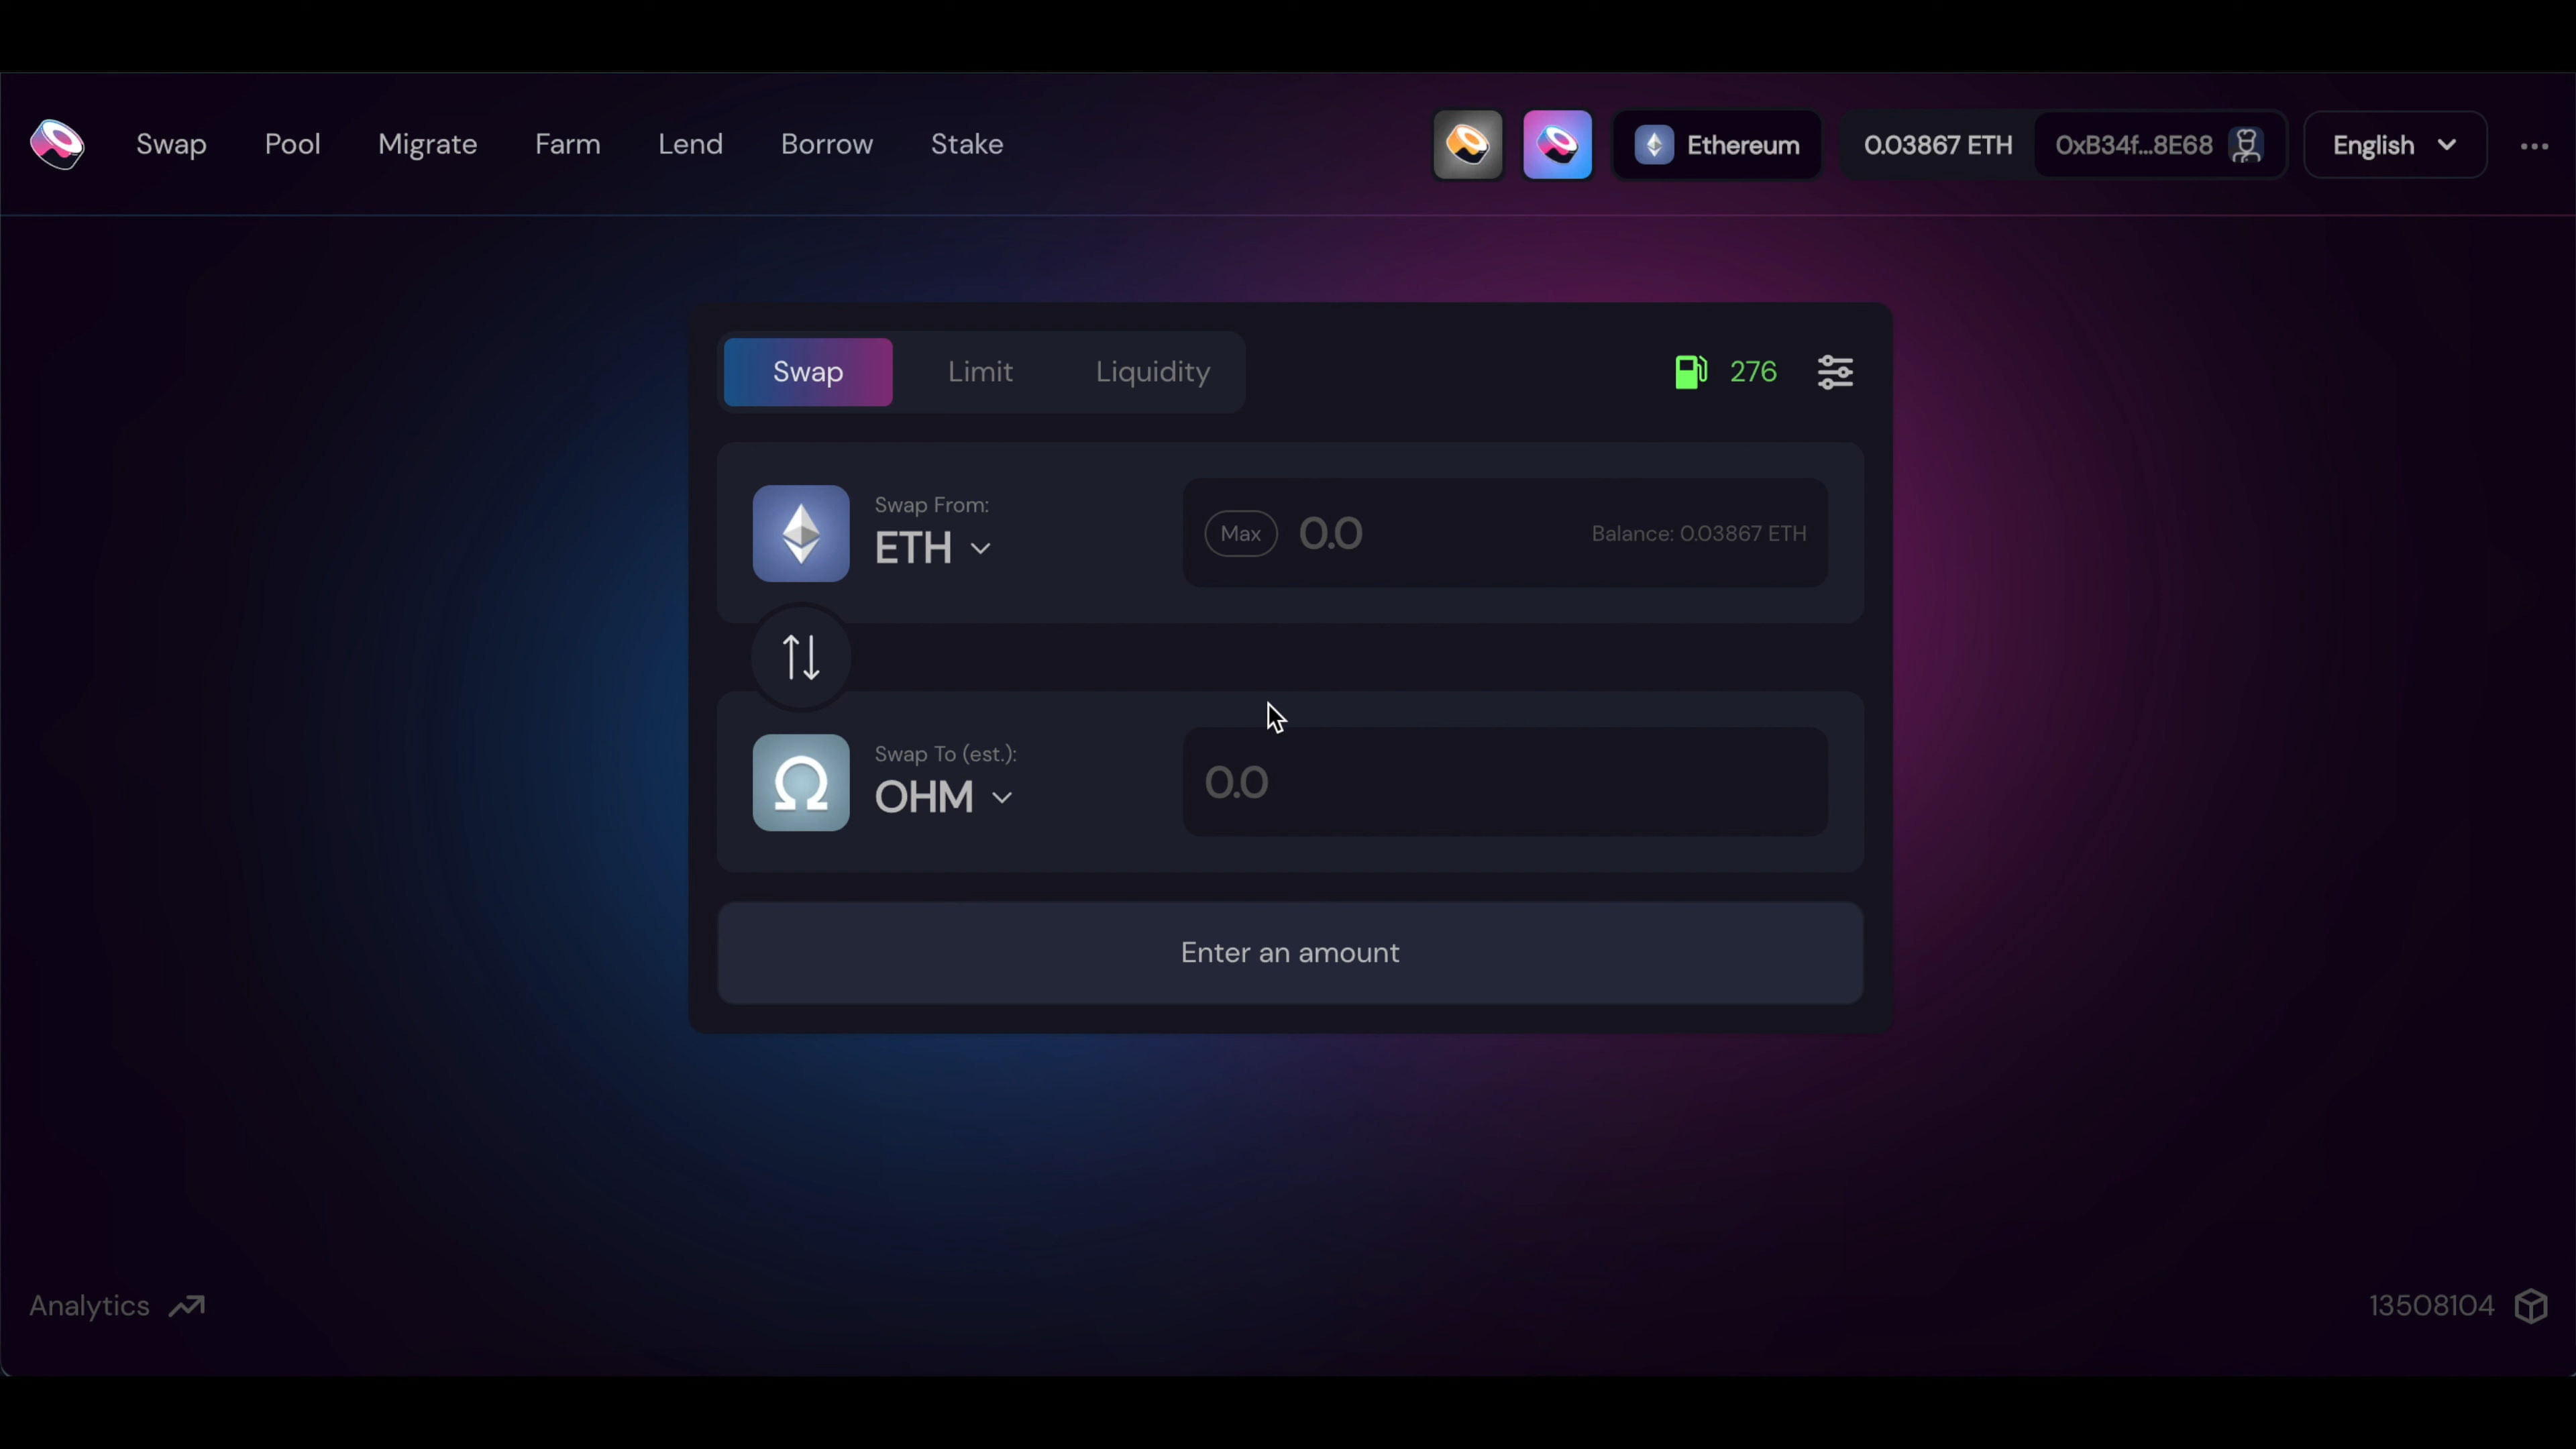 Swap Pool Migrate Farm Lend Borrow Stake Ethereum 0.03867 ETH 0xB34f...8E68 English
Swap Limit Liquidity 276
Swap From:
ETH
Max 0.0 Balance: 0.03867 ETH
Swap To (est.):
OHM
0.0
Enter an amount
Analytics 13508104